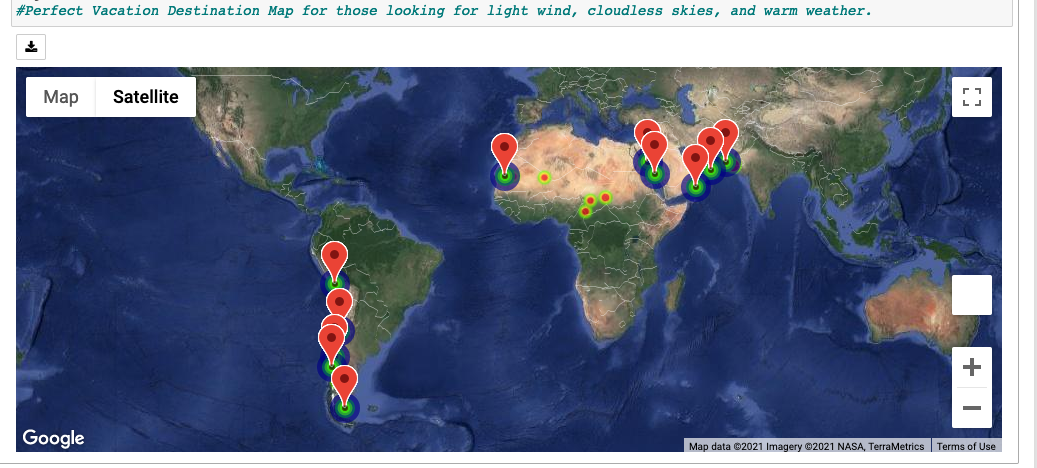 #Perfect Vacation Destination Map for those looking for light wind, cloudless skies, and warm weather.
Map Satellite
Google
Map data ©2021 Imagery ©2021 NASA, TerraMetrics Terms of Use